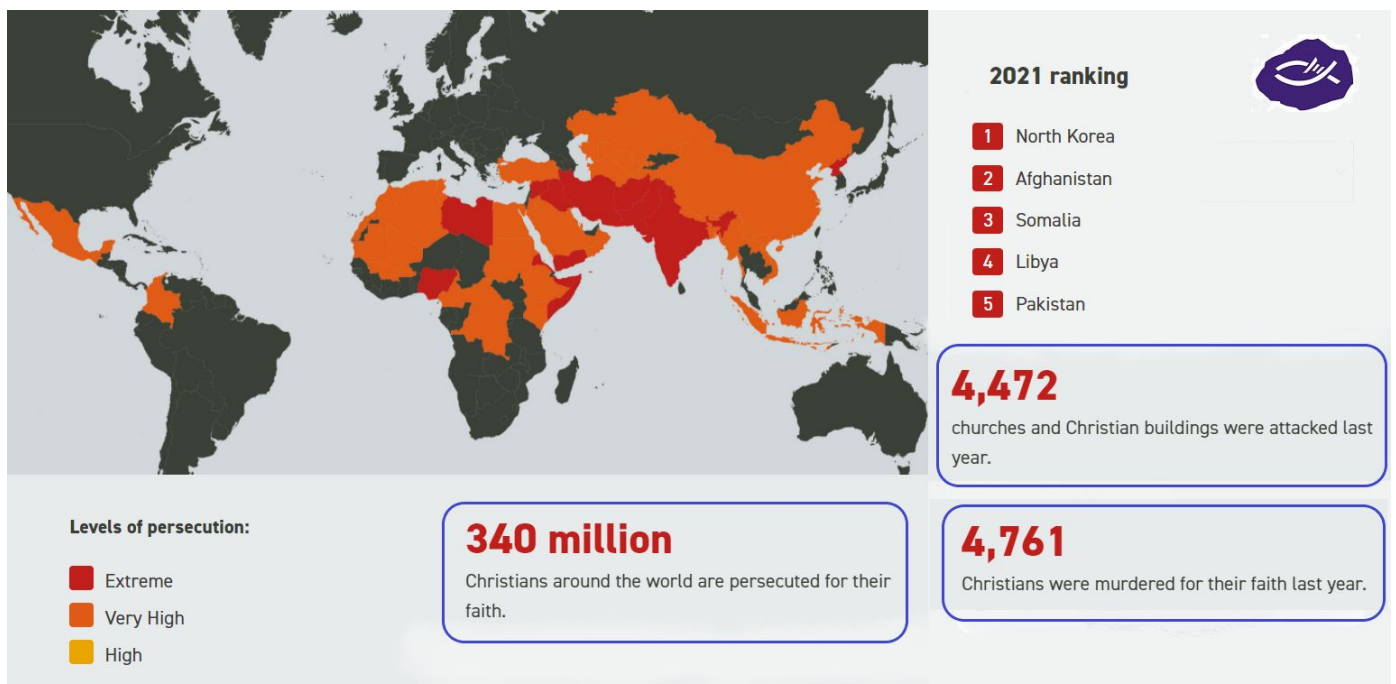 2021 ranking
1 North Korea
2 Afghanistan
3 Somalia
4 Libya
5 Pakistan
4,472
churches and Christian buildings were attacked last
year.
Levels of persecution:
Extreme
Very High
High
340 million
Christians around the world are persecuted for their
faith.
4,761
Christians were murdered for their faith last year.